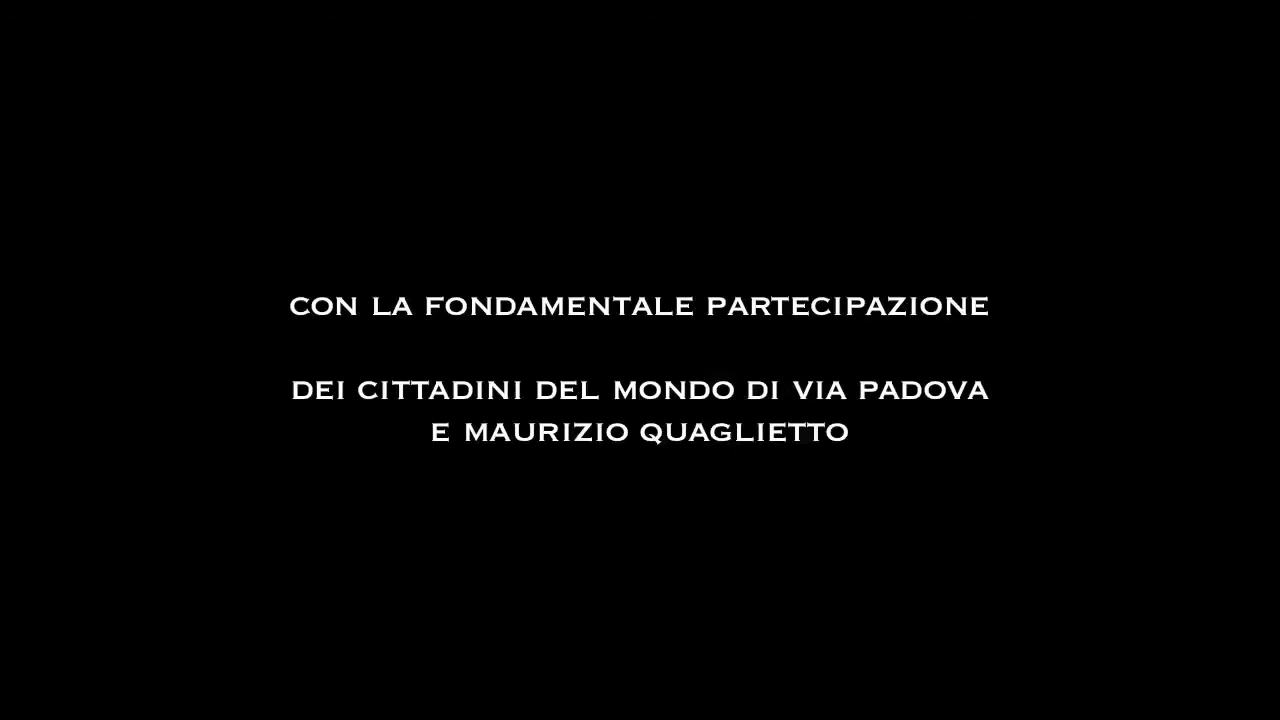 CON LA FONDAMENTALE PARTECIPAZIONE
DEI CITTADINI DEL MONDO DI VIA PADOVA
E MAURIZIO QUAGLIETTO